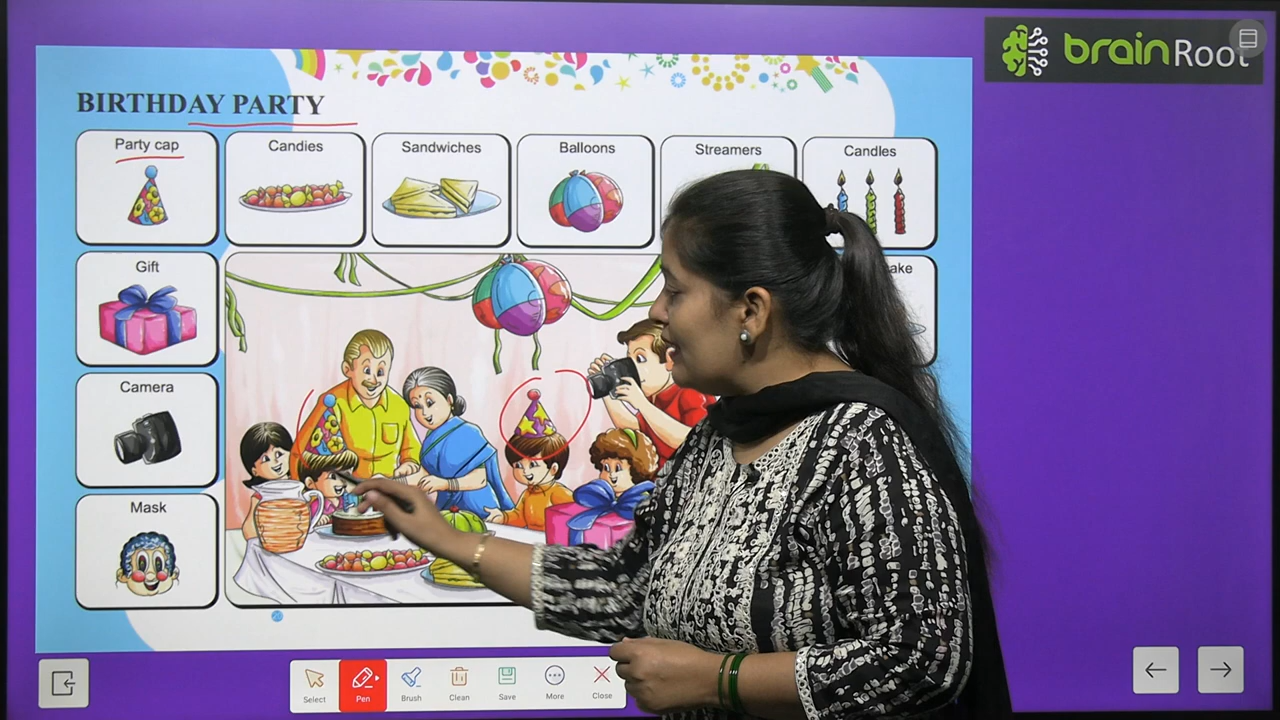 brainRoot
BIRTHDAY PARTY
Party cap
Candies
Sandwiches
Balloons
Streamers
Candles
Gift
ake
Camera
Mask
Select
Pen
Brush
Clean
Save
More
Close